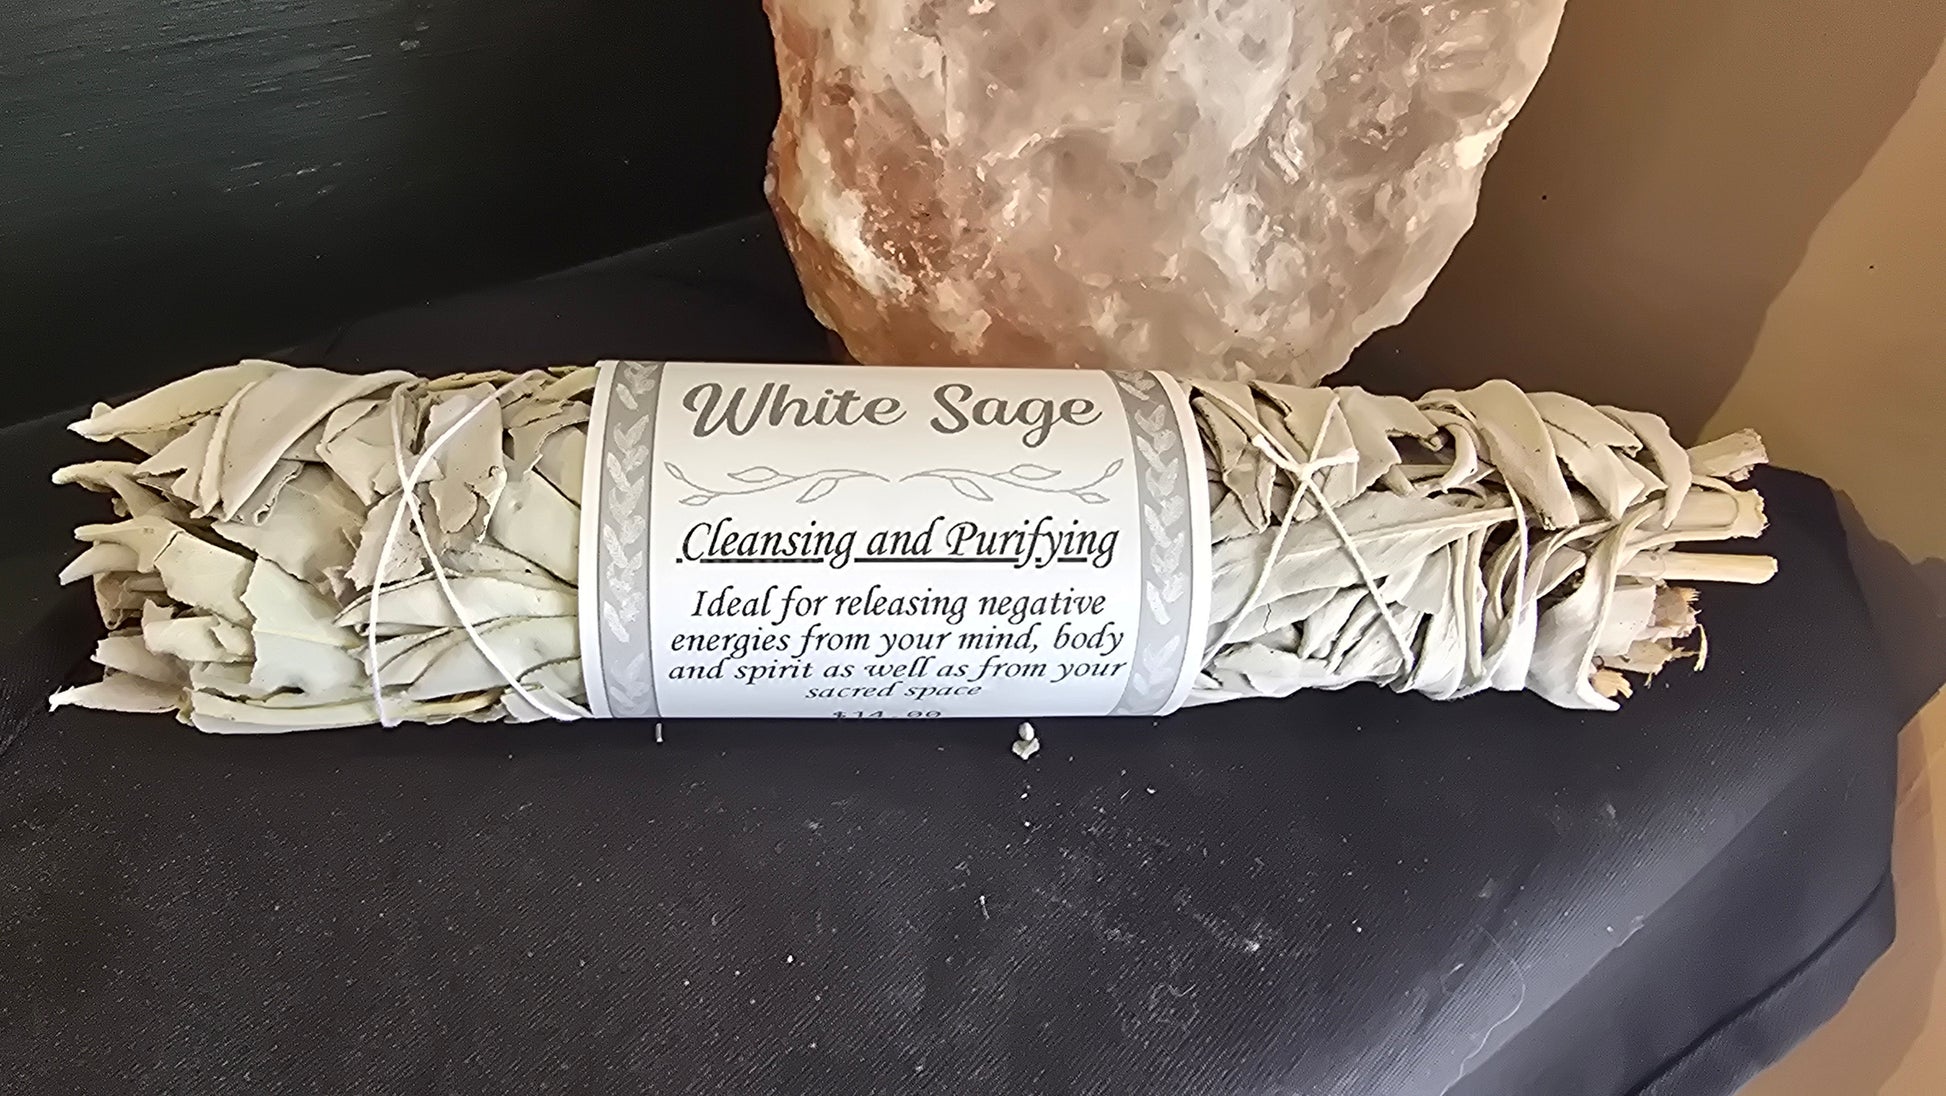 White Sage
Cleansing and Purifying
Ideal for releasing negative
energies from your mind, body
and spirit as well as from your
sacred space